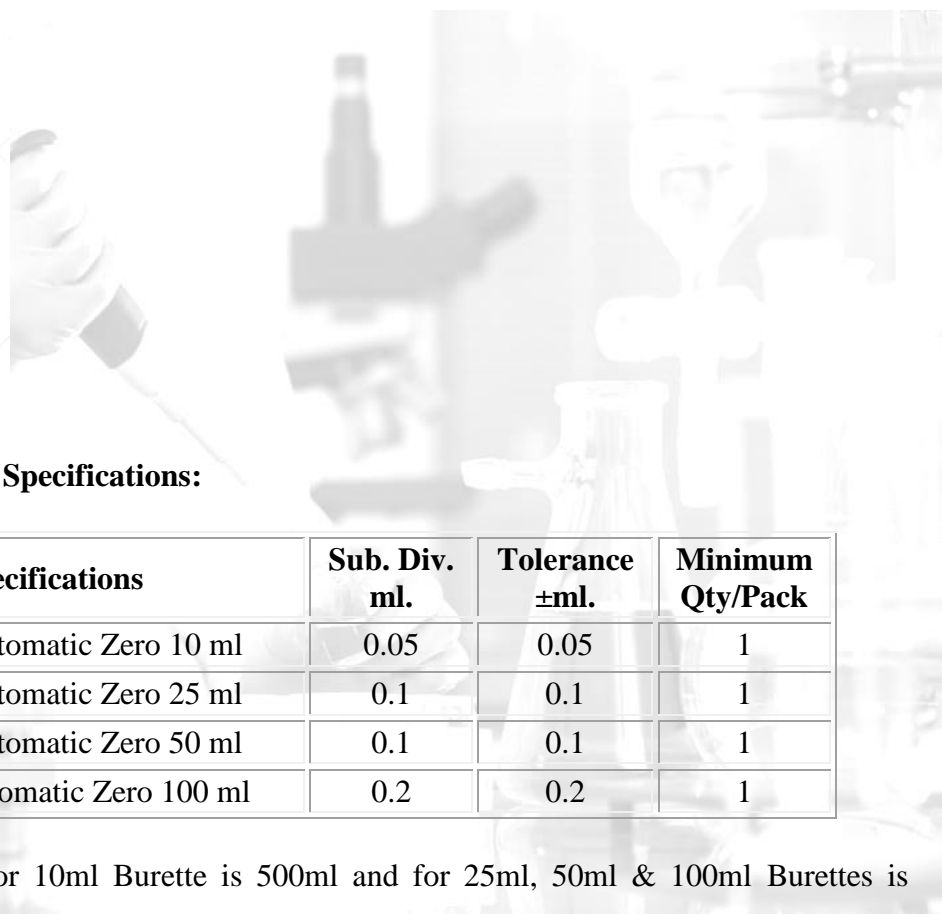 Specifications:
ecifications Sub. Div. ml. Tolerance ±ml. Minimum Qty/Pack
tomatic Zero 10 ml 0.05 0.05 1
tomatic Zero 25 ml 0.1 0.1 1
tomatic Zero 50 ml 0.1 0.1 1
omatic Zero 100 ml 0.2 0.2 1
or 10ml Burette is 500ml and for 25ml, 50ml & 100ml Burettes is